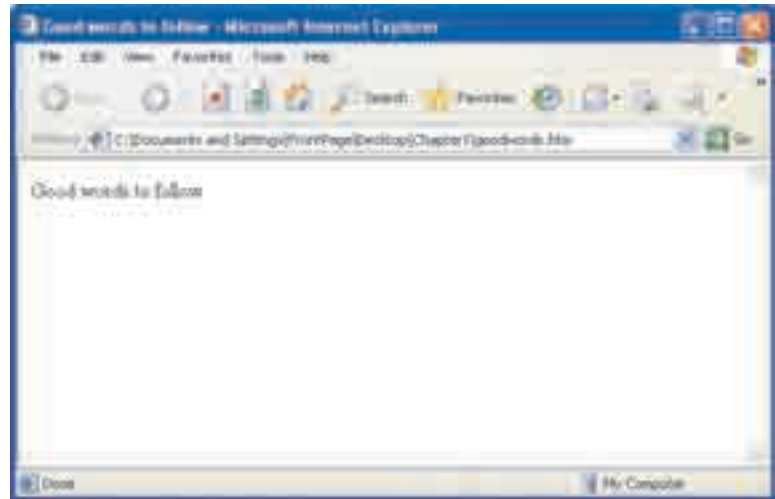 Good words to follow - Microsoft Internet Explorer
File Edit View Favorites Tools Help
Search Favorites
C:\Documents and Settings\FrontPage\Desktop\Chapter1\goodwords.htm Go
Good words to follow
Done My Computer